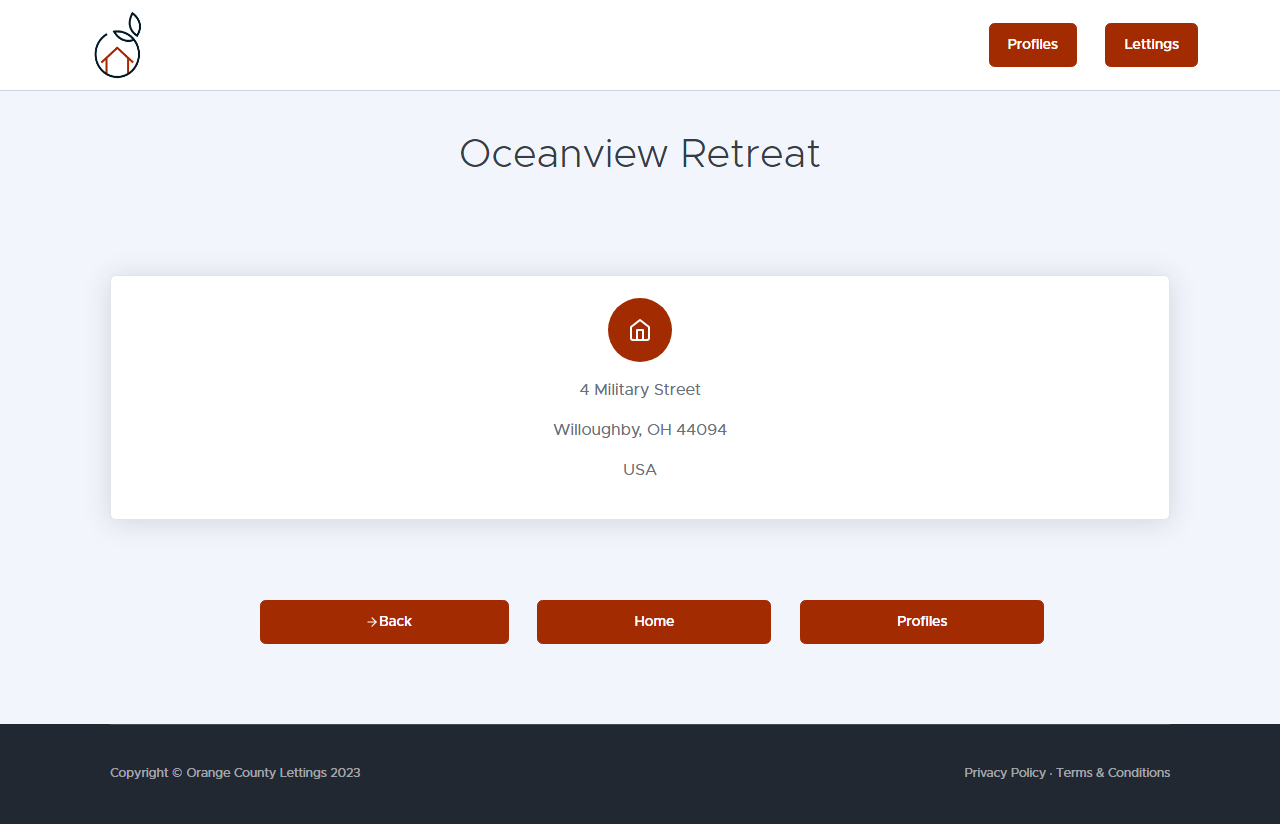 Profiles
Lettings
Oceanview Retreat
4 Military Street
Willoughby, OH 44094
USA
→Back
Home
Profiles
Copyright © Orange County Lettings 2023
Privacy Policy · Terms & Conditions